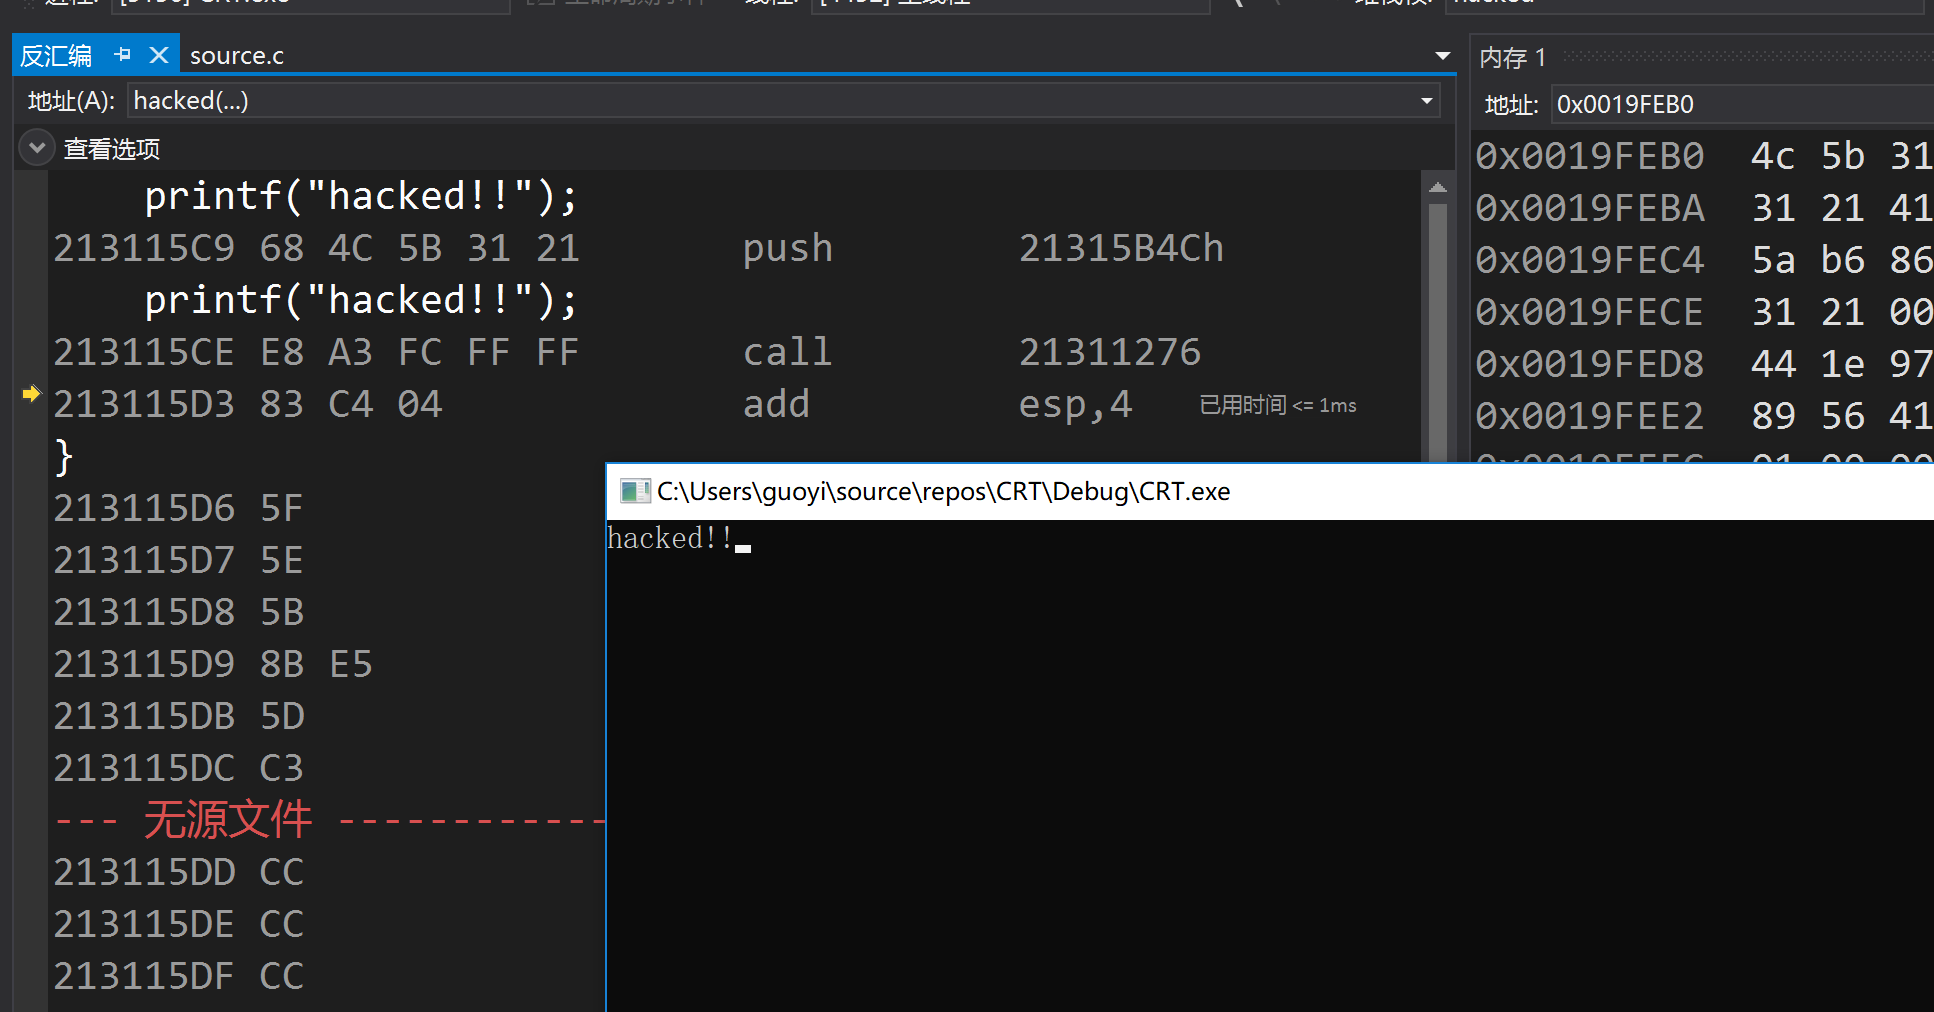 反汇编 source.c
地址(A): hacked(...)
查看选项
printf("hacked!!");
213115C9 68 4C 5B 31 21 push 21315B4Ch
printf("hacked!!");
213115CE E8 A3 FC FF FF call 21311276
213115D3 83 C4 04 add esp,4 已用时间 <= 1ms
}
213115D6 5F
213115D7 5E
213115D8 5B
213115D9 8B E5
213115DB 5D
213115DC C3
--- 无源文件 ------------
213115DD CC
213115DE CC
213115DF CC
内存 1
地址: 0x0019FEB0
0x0019FEB0 4c 5b 31
0x0019FEBA 31 21 41
0x0019FEC4 5a b6 86
0x0019FECE 31 21 00
0x0019FED8 44 1e 97
0x0019FEE2 89 56 41
C:\Users\guoyi\source\repos\CRT\Debug\CRT.exe
hacked!!